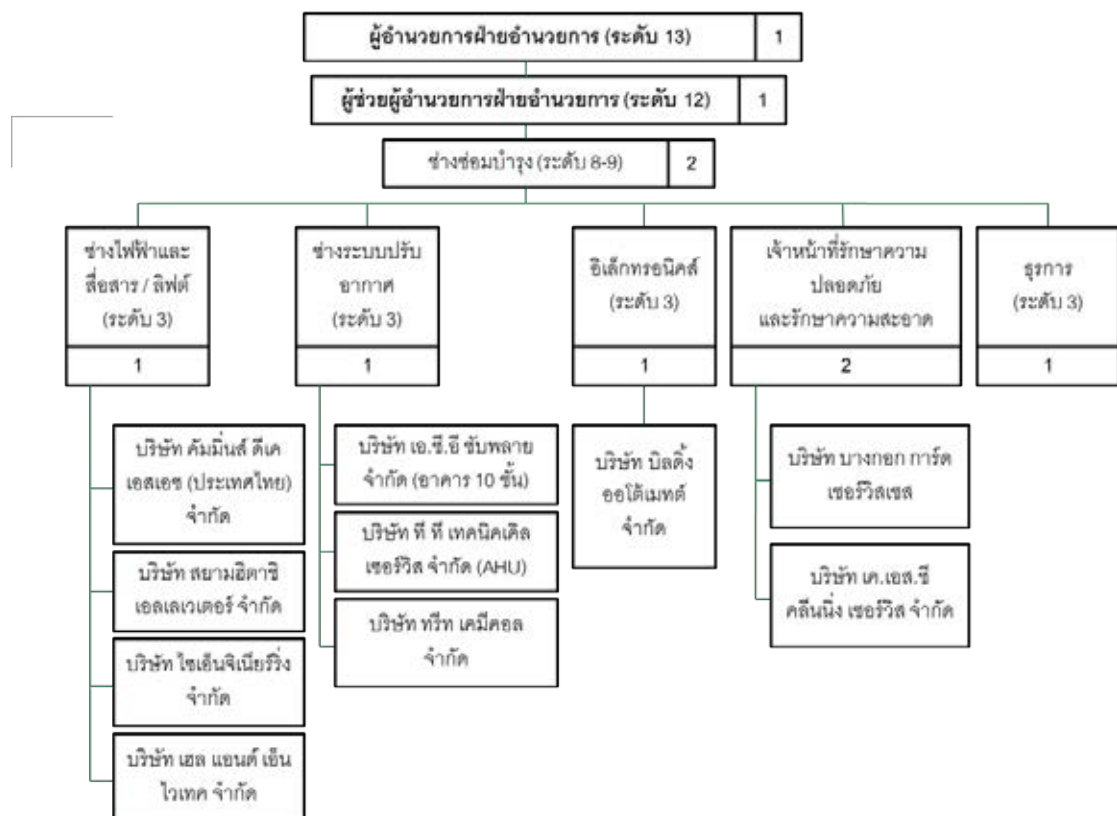 ผู้อำนวยการฝ่ายอำนวยการ (ระดับ 13) 1
ผู้ช่วยผู้อำนวยการฝ่ายอำนวยการ (ระดับ 12) 1
ช่างซ่อมบำรุง (ระดับ 8-9) 2
ช่างไฟฟ้าและ
สื่อสาร / ลิฟต์
(ระดับ 3)
1
ช่างระบบปรับ
อากาศ
(ระดับ 3)
1
อิเล็กทรอนิคส์
(ระดับ 3)
1
เจ้าหน้าที่รักษาความ
ปลอดภัย
และรักษาความสะอาด
2
ธุรการ
(ระดับ 3)
1
บริษัท คัมมิ่นส์ ดีเค
เอสเอช (ประเทศไทย)
จำกัด
บริษัท สยามฮิตาชิ
เอลเลเวเตอร์ จำกัด
บริษัท ไซเอ็นจิเนียร์ริ่ง
จำกัด
บริษัท เฮล แอนด์ เอ็น
ไวเทค จำกัด
บริษัท เอ.ซี.อี ซัพพลาย
จำกัด (อาคาร 10 ชั้น)
บริษัท ที ที เทคนิคเคิล
เซอร์วิส จำกัด (AHU)
บริษัท ทรีท เคมีคอล
จำกัด
บริษัท บิลดิ้ง
ออโต้เมทต์
จำกัด
บริษัท บางกอก การ์ด
เซอร์วิสเซส
บริษัท เค.เอส.ซี
คลีนนิ่ง เซอร์วิส จำกัด